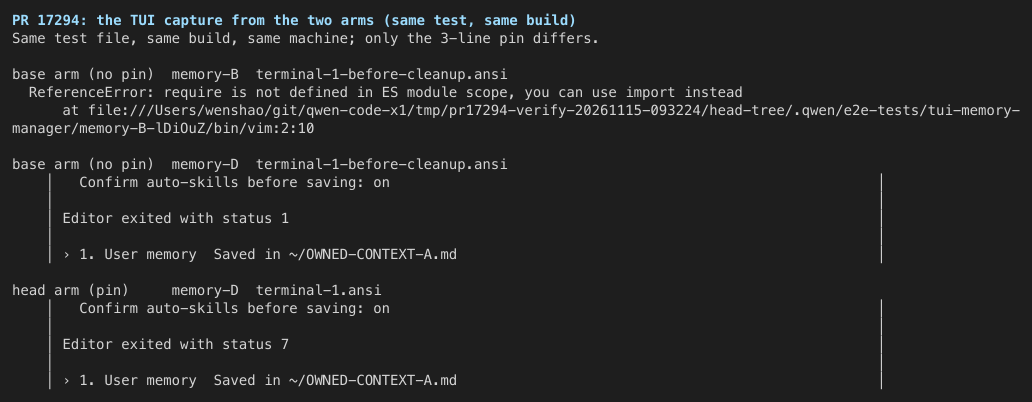 PR 17294: the TUI capture from the two arms (same test, same build)
Same test file, same build, same machine; only the 3-line pin differs.
base arm (no pin)  memory-B  terminal-1-before-cleanup.ansi
ReferenceError: require is not defined in ES module scope, you can use import instead
at file:///Users/wenshao/git/qwen-code-x1/tmp/pr17294-verify-20261115-093224/head-tree/.qwen/e2e-tests/tui-memory-
manager/memory-B-lDiOuZ/bin/vim:2:10
base arm (no pin)  memory-D  terminal-1-before-cleanup.ansi
│   Confirm auto-skills before saving: on │
│ Editor exited with status 1 │
│ › 1. User memory  Saved in ~/OWNED-CONTEXT-A.md │
head arm (pin)     memory-D  terminal-1.ansi
│   Confirm auto-skills before saving: on │
│ Editor exited with status 7 │
│ › 1. User memory  Saved in ~/OWNED-CONTEXT-A.md │